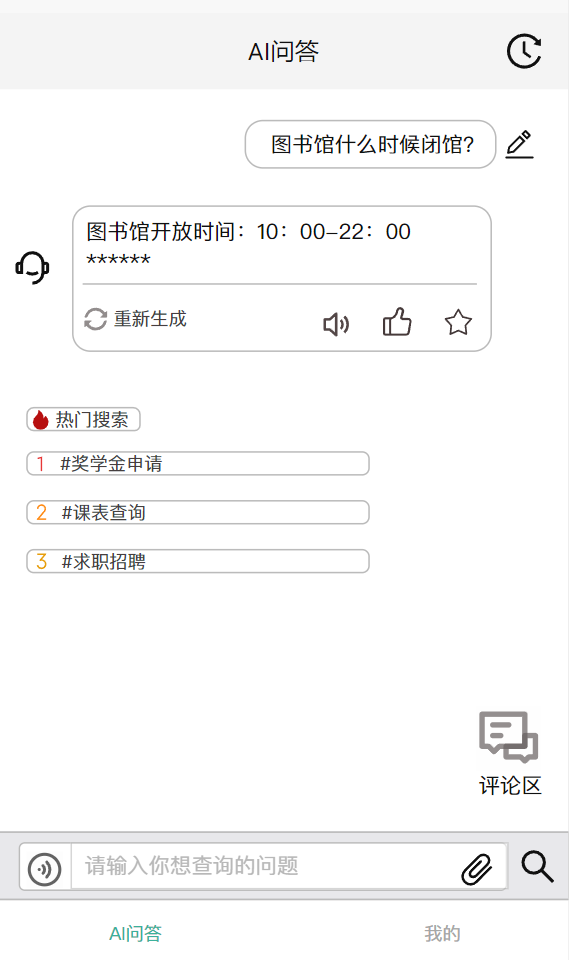 AI问答
图书馆什么时候闭馆?
图书馆开放时间：10：00-22：00
******
重新生成
热门搜索
1 #奖学金申请
2 #课表查询
3 #求职招聘
评论区
请输入你想查询的问题
AI问答 我的